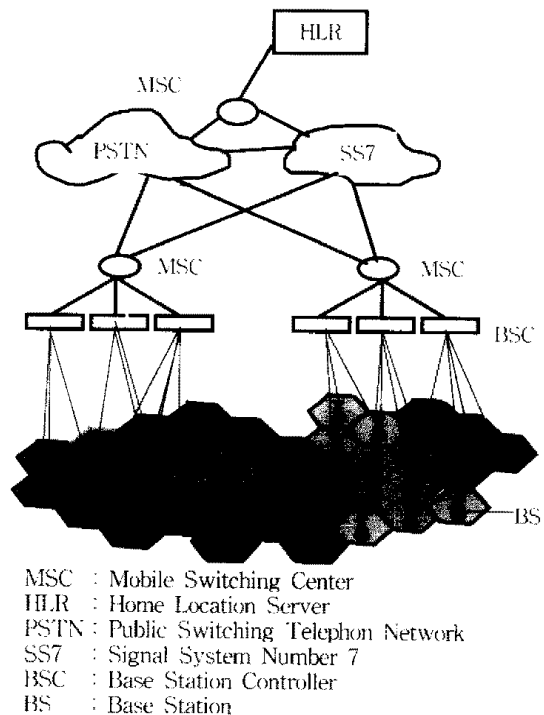 HLR
MSC
PSTN
SS7
MSC
MSC
BSC
BS
MSC : Mobile Switching Center
HLR : Home Location Server
PSTN : Public Switching Telephon Network
SS7 : Signal System Number 7
BSC : Base Station Controller
BS : Base Station